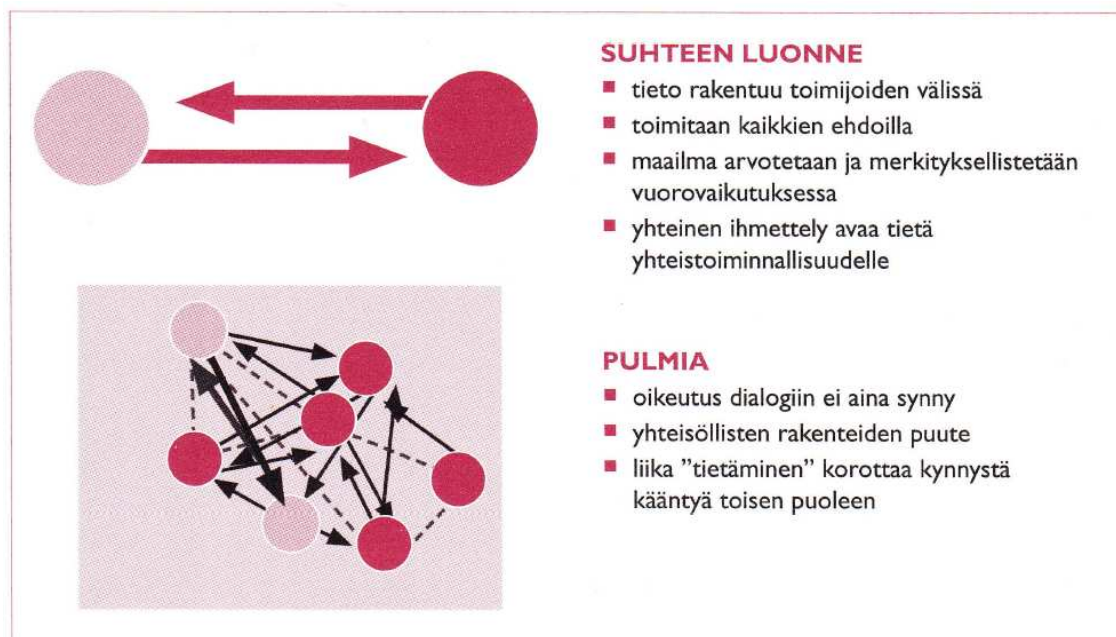 SUHTEEN LUONNE
▪ tieto rakentuu toimijoiden välissä
▪ toimitaan kaikkien ehdoilla
▪ maailma arvotetaan ja merkityksellistetään
vuorovaikutuksessa
▪ yhteinen ihmettely avaa tietä
yhteistoiminnallisuudelle
PULMIA
▪ oikeutus dialogiin ei aina synny
▪ yhteisöllisten rakenteiden puute
▪ liika ”tietäminen” korottaa kynnystä
kääntyä toisen puoleen